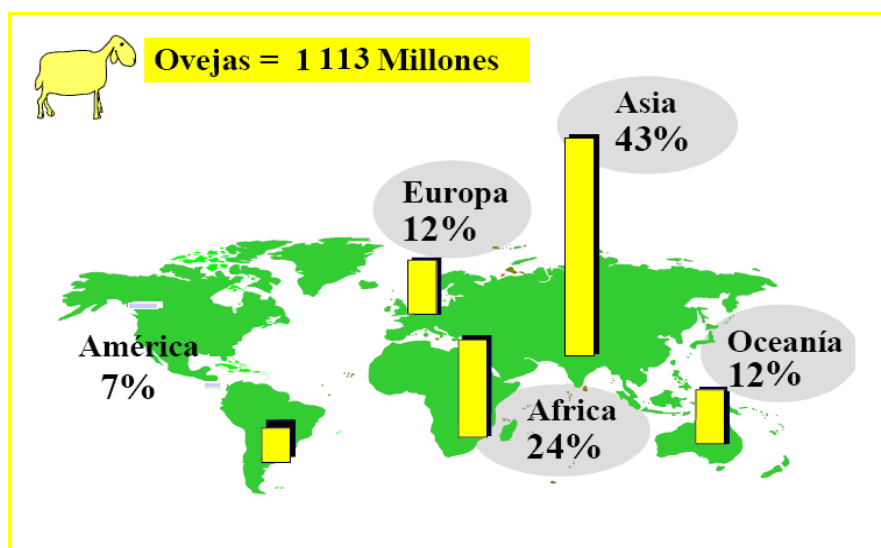 Ovejas = 1 113 Millones
Asia
43%
Europa
12%
América
7%
Oceanía
12%
Africa
24%